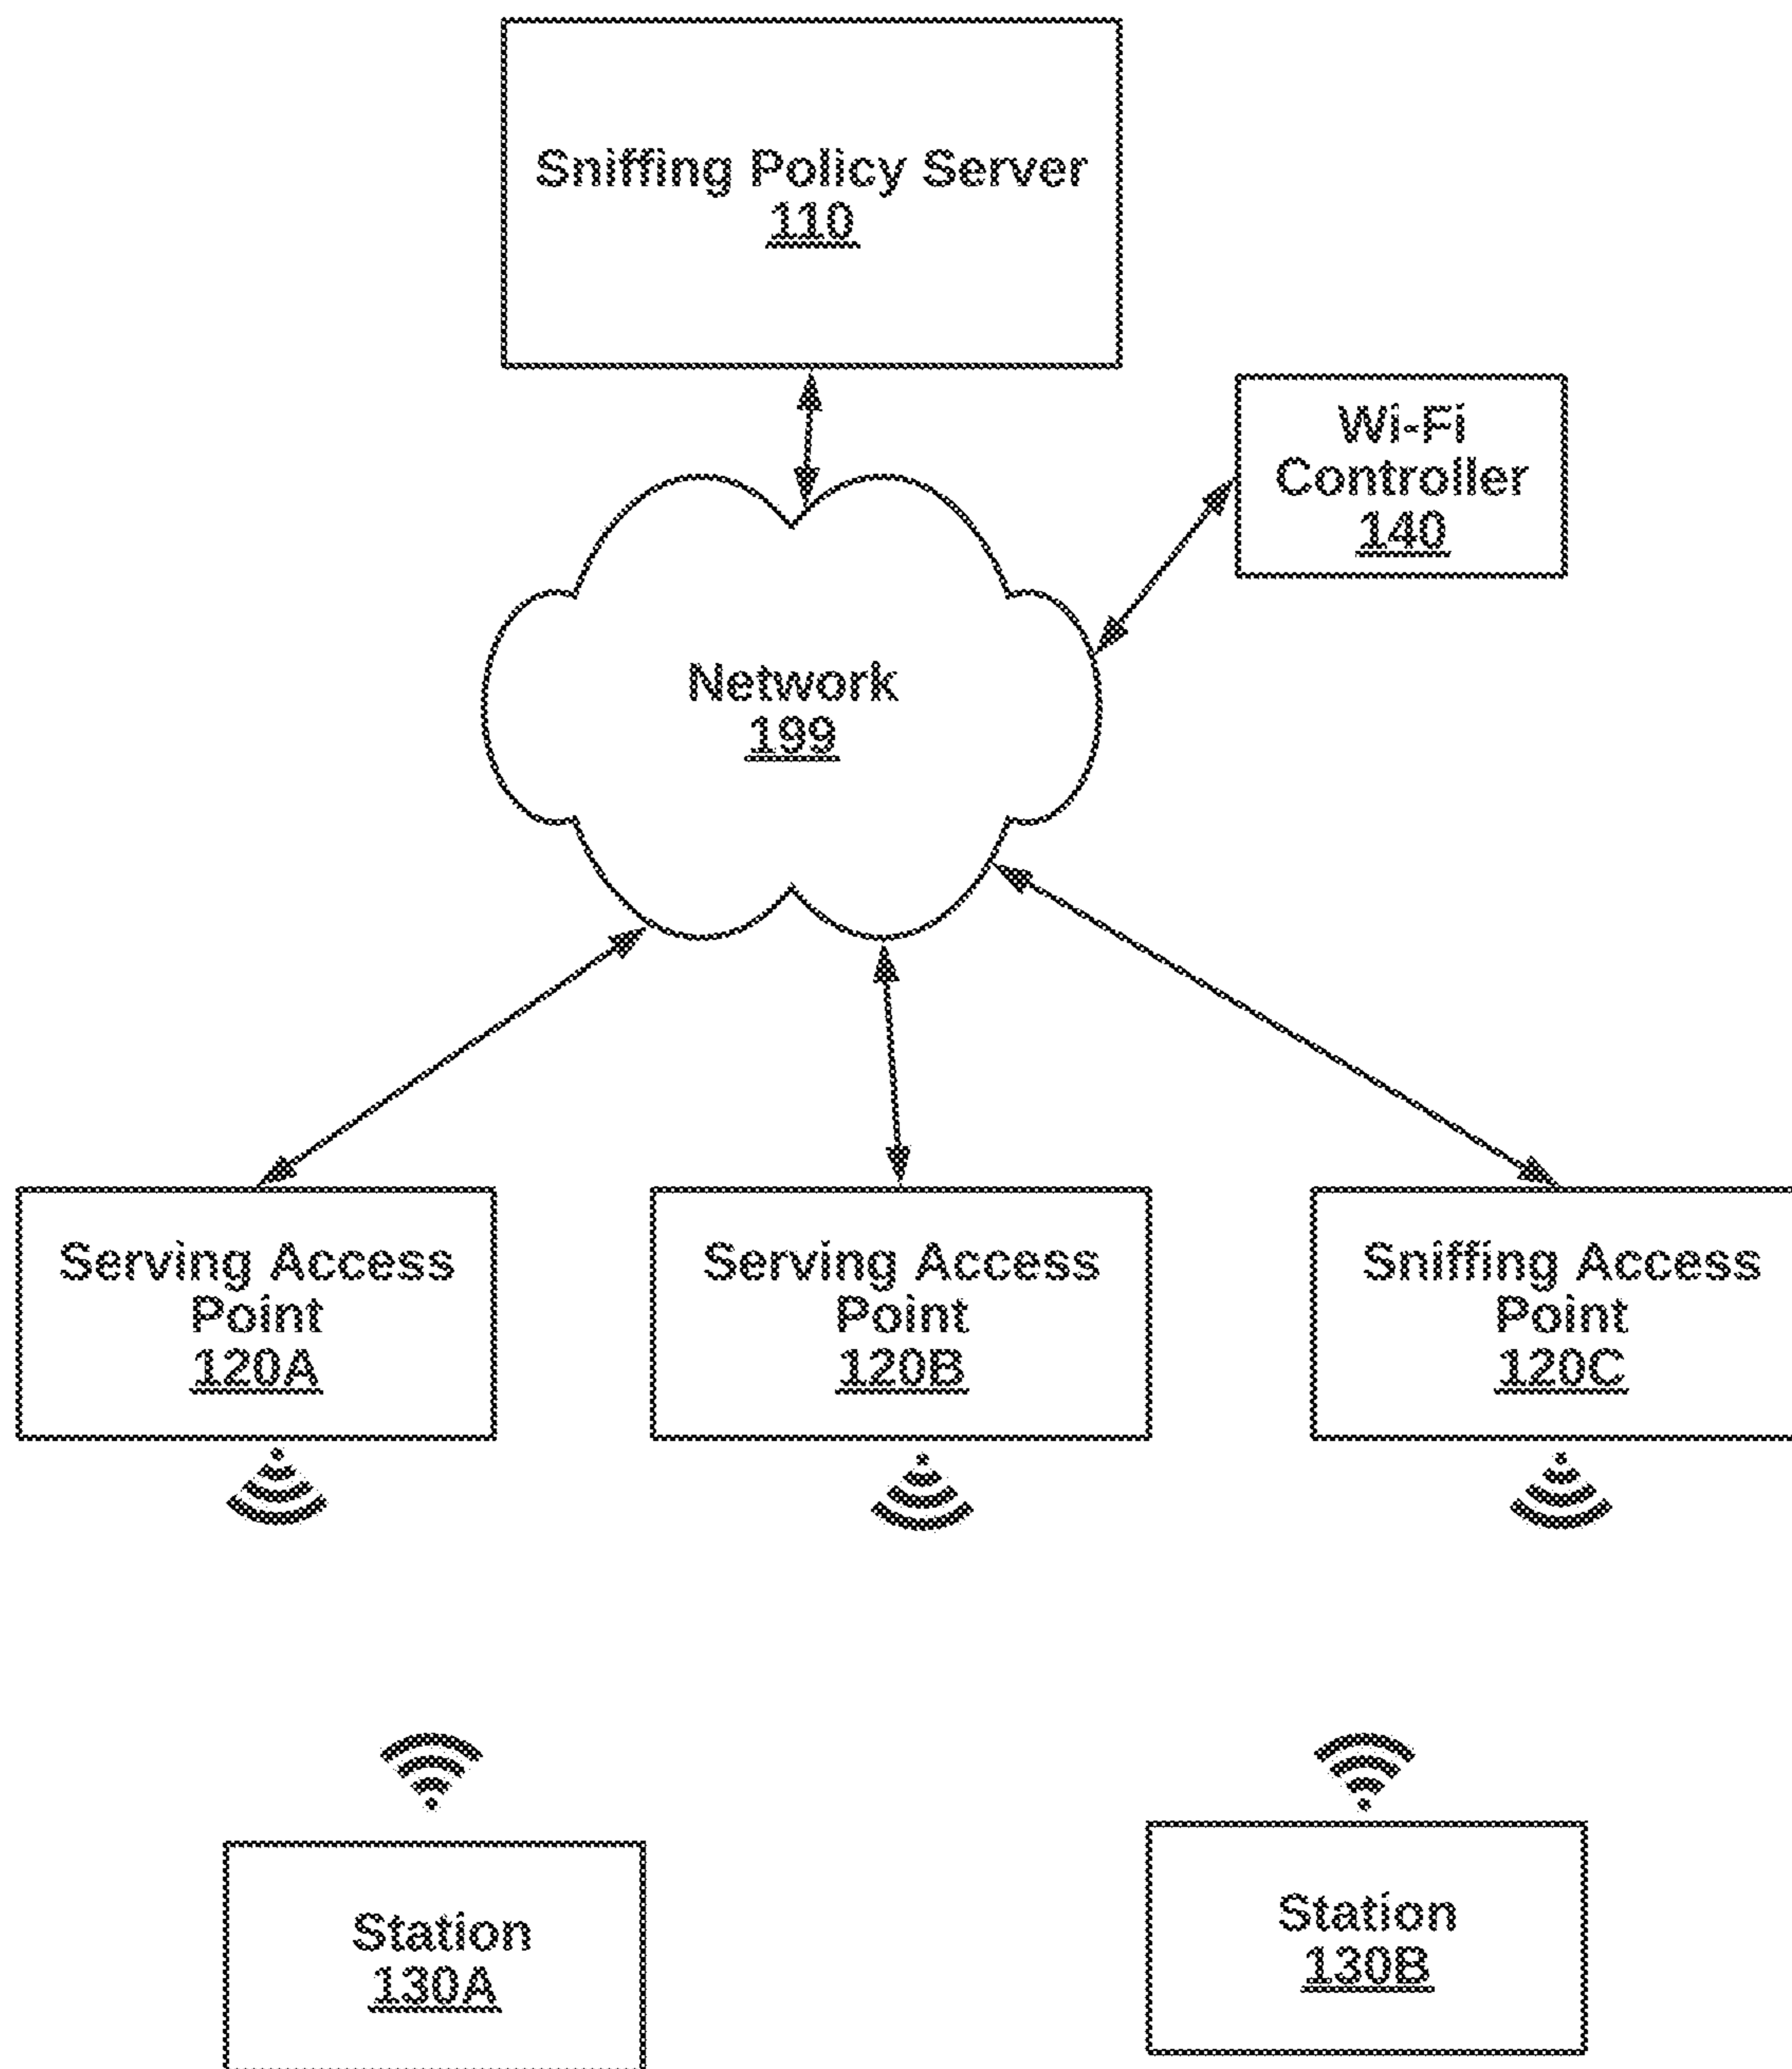 Sniffing Policy Server
110
Wi-Fi
Controller
140
Network
199
Serving Access
Point
120A
Serving Access
Point
120B
Sniffing Access
Point
120C
Station
130A
Station
130B